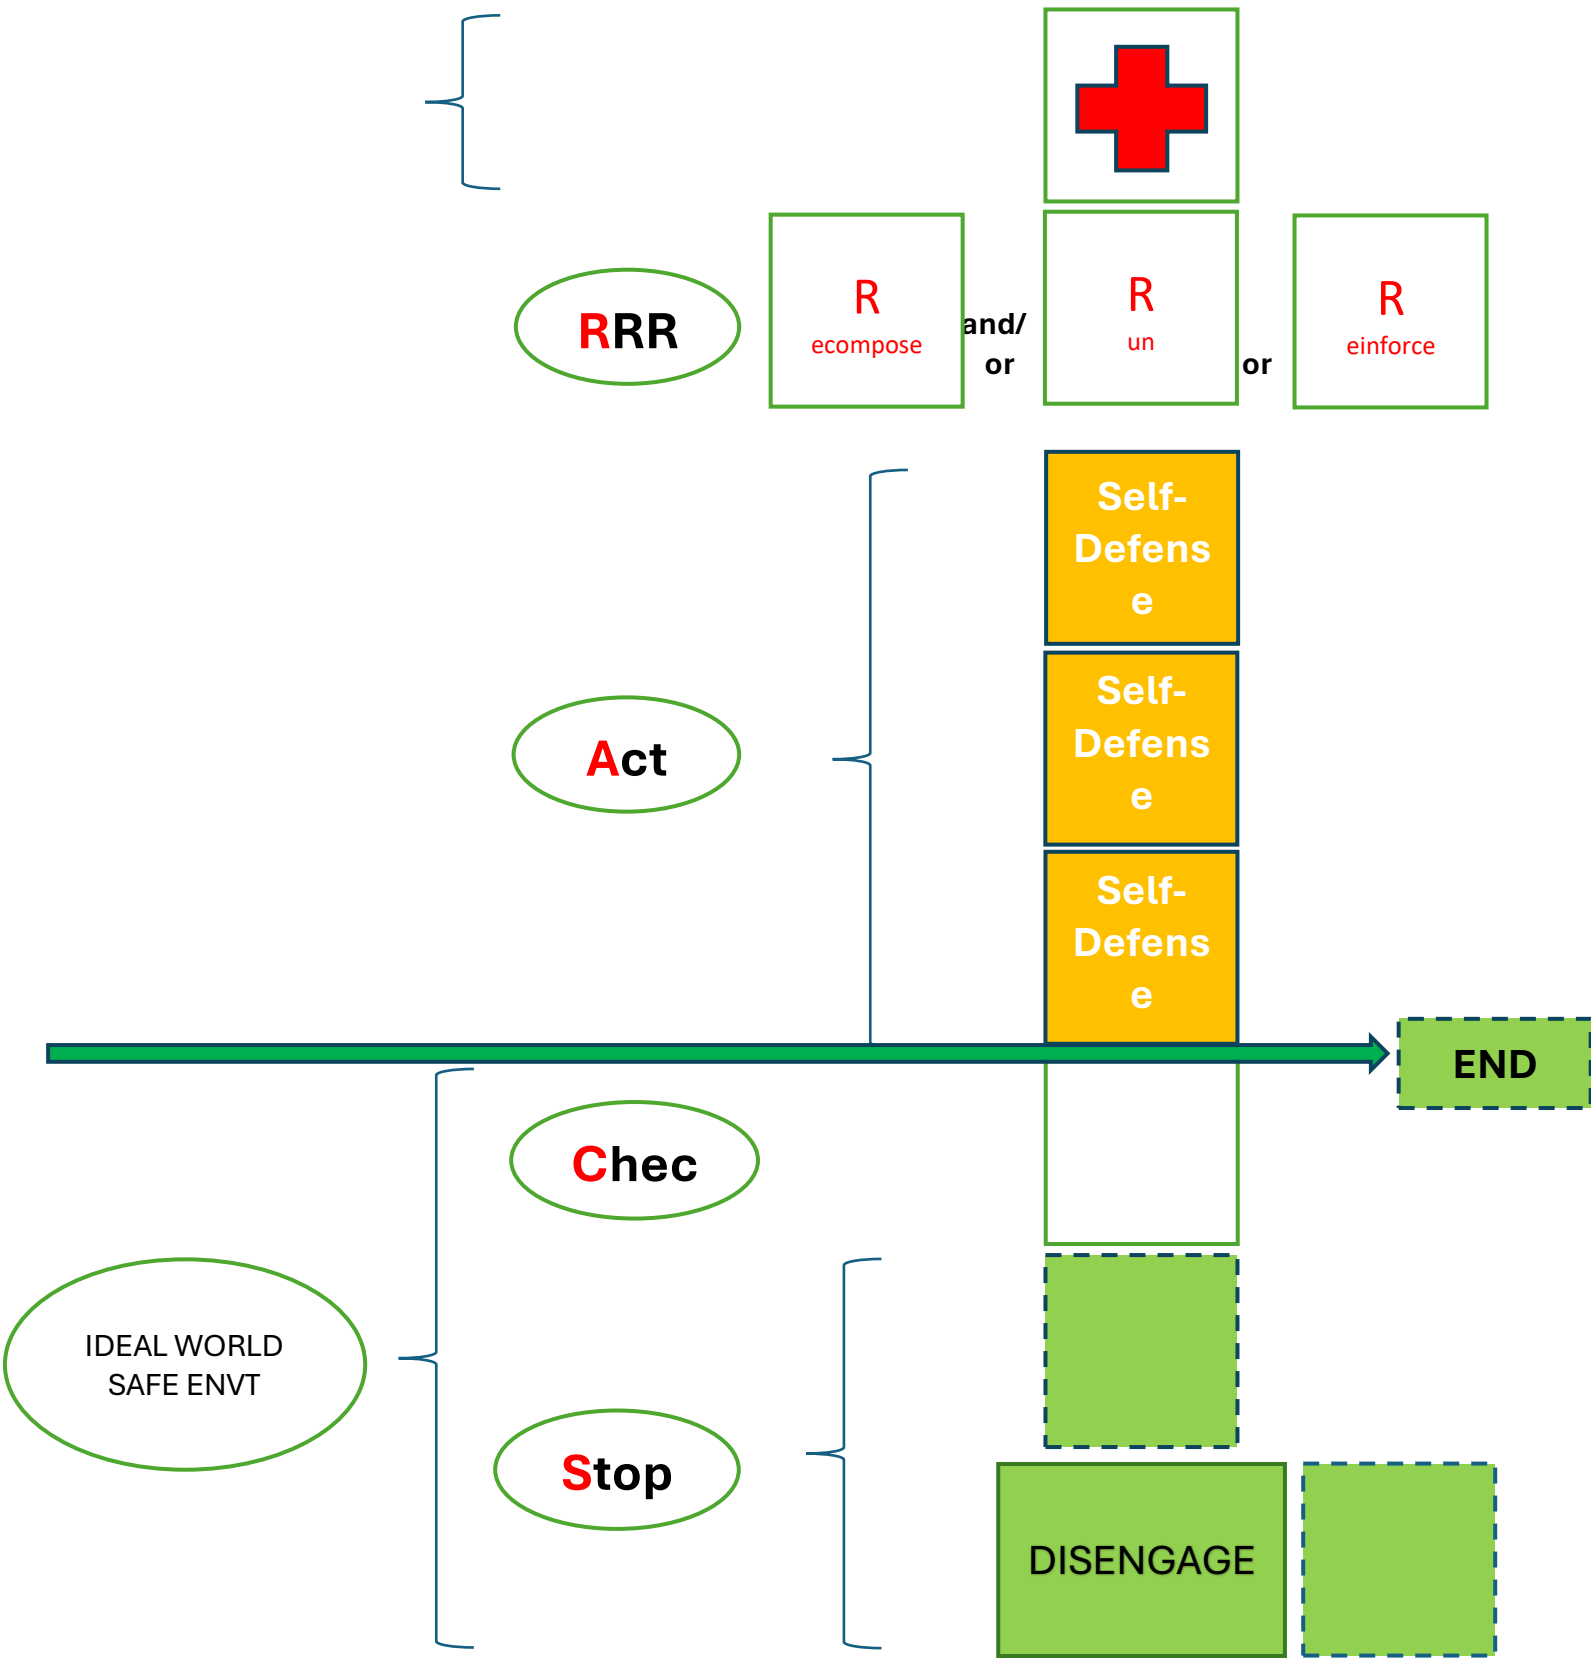 RRR
R
ecompose
and/
or
R
un
or
R
einforce
Self-
Defens
e
Act
Self-
Defens
e
Self-
Defens
e
END
Chec
IDEAL WORLD
SAFE ENVT
Stop
DISENGAGE